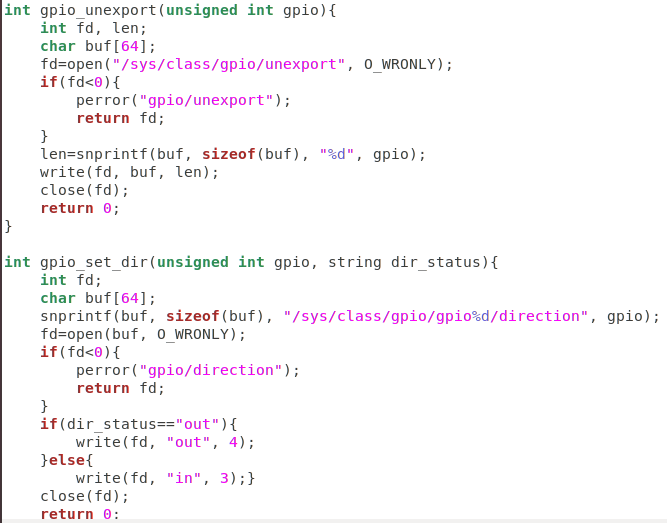 int gpio_unexport(unsigned int gpio){
    int fd, len;
    char buf[64];
    fd=open("/sys/class/gpio/unexport", O_WRONLY);
    if(fd<0){
        perror("gpio/unexport");
        return fd;
    }
    len=snprintf(buf, sizeof(buf), "%d", gpio);
    write(fd, buf, len);
    close(fd);
    return 0;
}

int gpio_set_dir(unsigned int gpio, string dir_status){
    int fd;
    char buf[64];
    snprintf(buf, sizeof(buf), "/sys/class/gpio/gpio%d/direction", gpio);
    fd=open(buf, O_WRONLY);
    if(fd<0){
        perror("gpio/direction");
        return fd;
    }
    if(dir_status=="out"){
        write(fd, "out", 4);
    }else{
        write(fd, "in", 3);}
    close(fd);
    return 0;